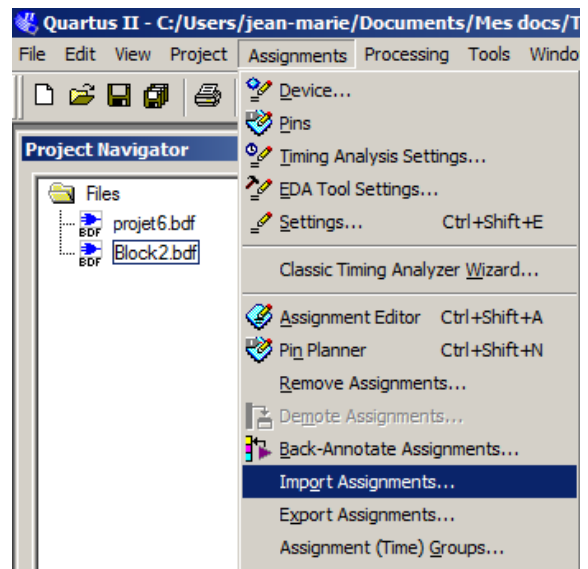 Quartus II - C:/Users/jean-marie/Documents/Mes docs/T
File Edit View Project Assignments Processing Tools Windo
Device...
Pins
Project Navigator
Timing Analysis Settings...
Files
EDA Tool Settings...
BDF projet6.bdf
Settings... Ctrl+Shift+E
BDF Block2.bdf
Classic Timing Analyzer Wizard...
Assignment Editor Ctrl+Shift+A
Pin Planner Ctrl+Shift+N
Remove Assignments...
Demote Assignments...
Back-Annotate Assignments...
Import Assignments...
Export Assignments...
Assignment (Time) Groups...